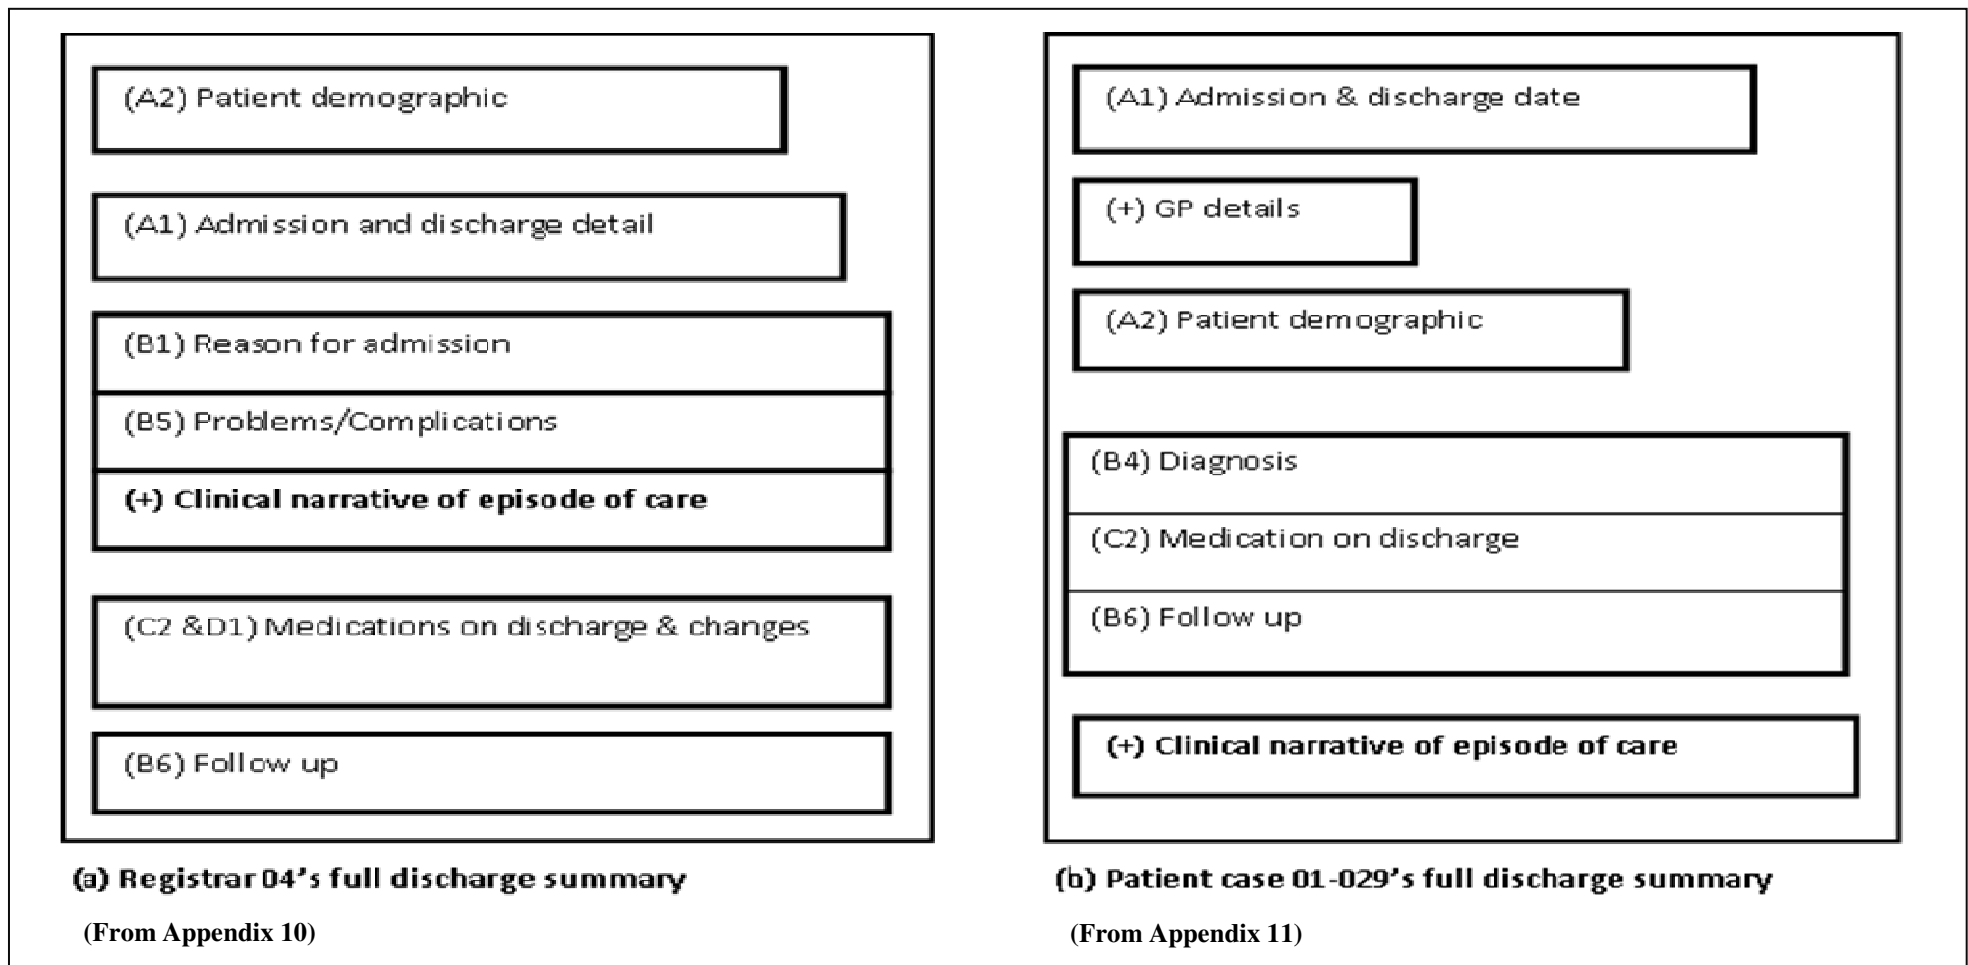 (A2) Patient demographic
(A1) Admission and discharge detail
(B1) Reason for admission
(B5) Problems/Complications
(+) Clinical narrative of episode of care
(C2 &D1) Medications on discharge & changes
(B6) Follow up
(a) Registrar 04's full discharge summary
(From Appendix 10)
(A1) Admission & discharge date
(+) GP details
(A2) Patient demographic
(B4) Diagnosis
(C2) Medication on discharge
(B6) Follow up
(+) Clinical narrative of episode of care
(b) Patient case 01-029's full discharge summary
(From Appendix 11)